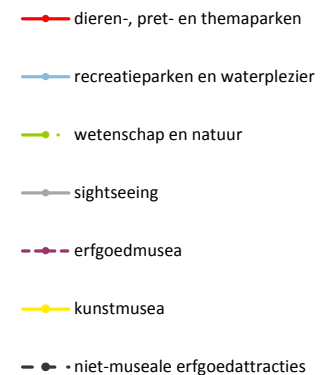 dieren-, pret- en themaparken
recreatieparken en waterplezier
wetenschap en natuur
sightseeing
erfgoedmusea
kunstmusea
niet-museale erfgoedattracties